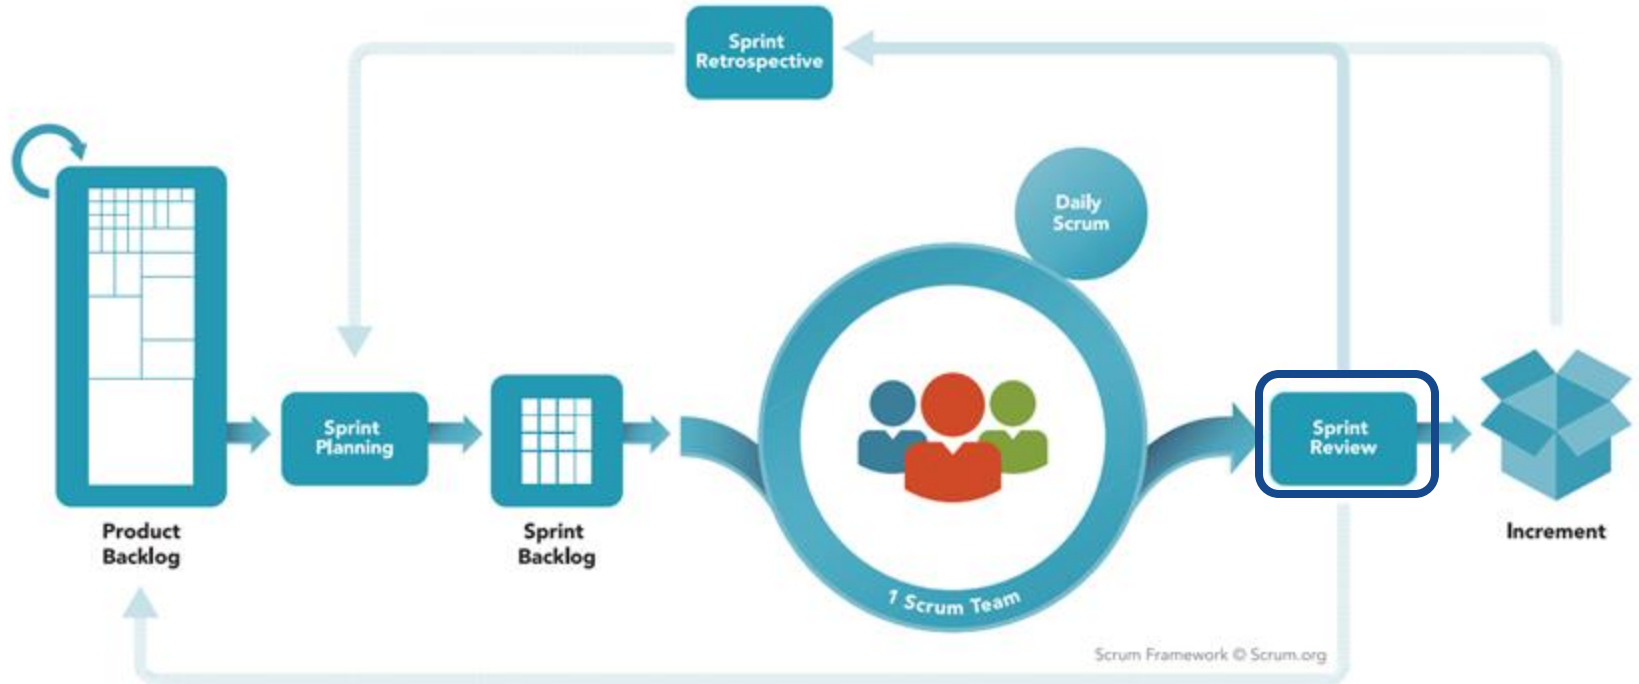 Sprint
Retrospective
Daily
Scrum
Sprint
Planning
Sprint
Review
Product
Backlog
Sprint
Backlog
Increment
1 Scrum Team
Scrum Framework © Scrum.org